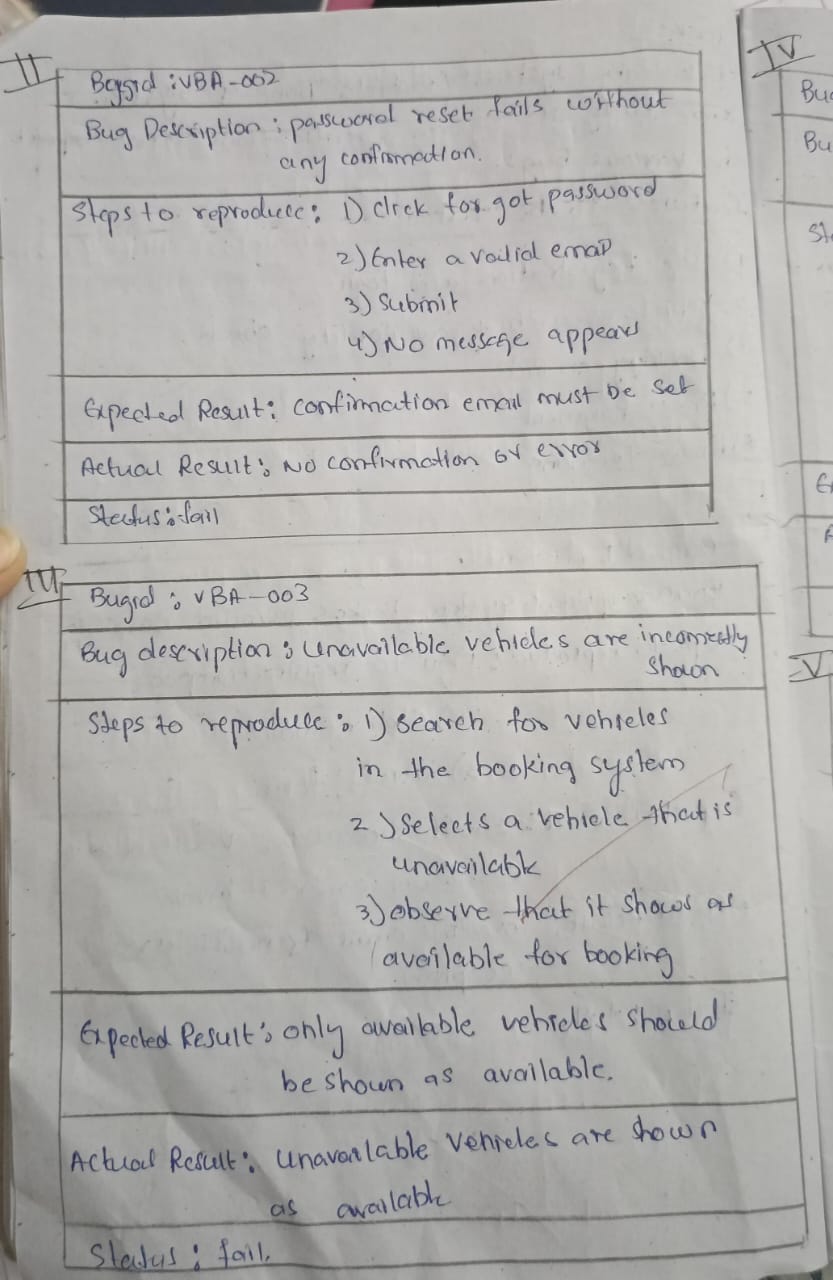 II
Bugid : VBA-002
Bug Description : password reset fails without
any confirmation.
Steps to reproduce : 1) Click for got password
2) Enter a valid email
3) Submit
4) No message appears
Expected Result : Confirmation email must be set
Actual Result : No confirmation or error
Status : fail
III
Bugid : VBA-003
Bug description : Unavailable vehicles are incorrectly
shown
Steps to reproduce : 1) Search for vehicles
in the booking system
2) Selects a vehicle that is
unavailable
3) observe that it shows as
available for booking
Expected Result : only available vehicles should
be shown as available.
Actual Result : Unavailable vehicles are shown
as available
Status : fail.
IV
Bu
V